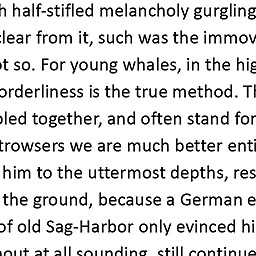 h half-stifled melancholy gurgling
clear from it, such was the immov
ot so. For young whales, in the hig
orderliness is the true method. Th
oled together, and often stand for
trowsers we are much better enti
him to the uttermost depths, res
the ground, because a German e
of old Sag-Harbor only evinced hi
out at all sounding, still continue